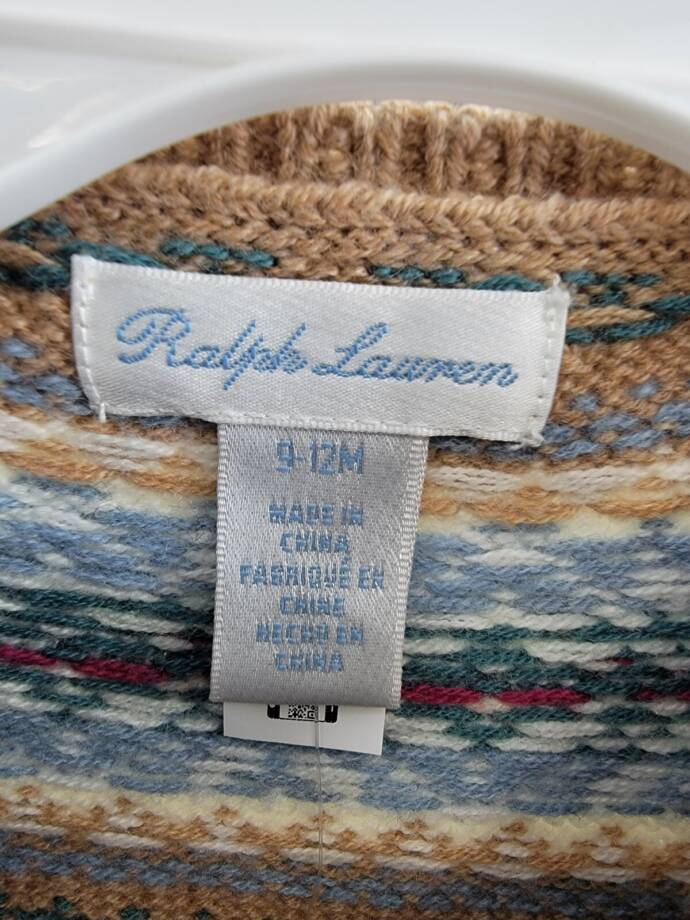 Ralph Lauren
9-12M
MADE IN
CHINA
FABRIQUÉ EN
CHINE
HECHO EN
CHINA